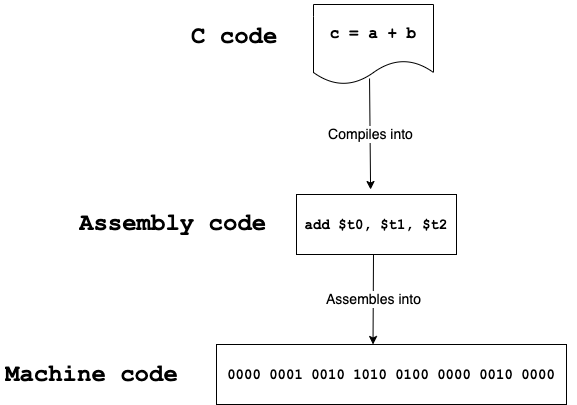 C code
c = a + b
Compiles into
Assembly code
add $t0, $t1, $t2
Assembles into
Machine code
0000 0001 0010 1010 0100 0000 0010 0000